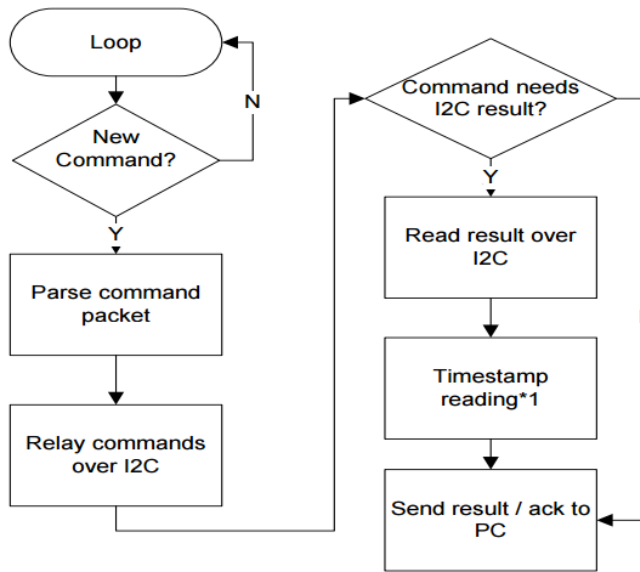 Loop
N
New
Command?
Y
Parse command
packet
Relay commands
over I2C
Command needs
I2C result?
Y
Read result over
I2C
Timestamp
reading*1
Send result / ack to
PC